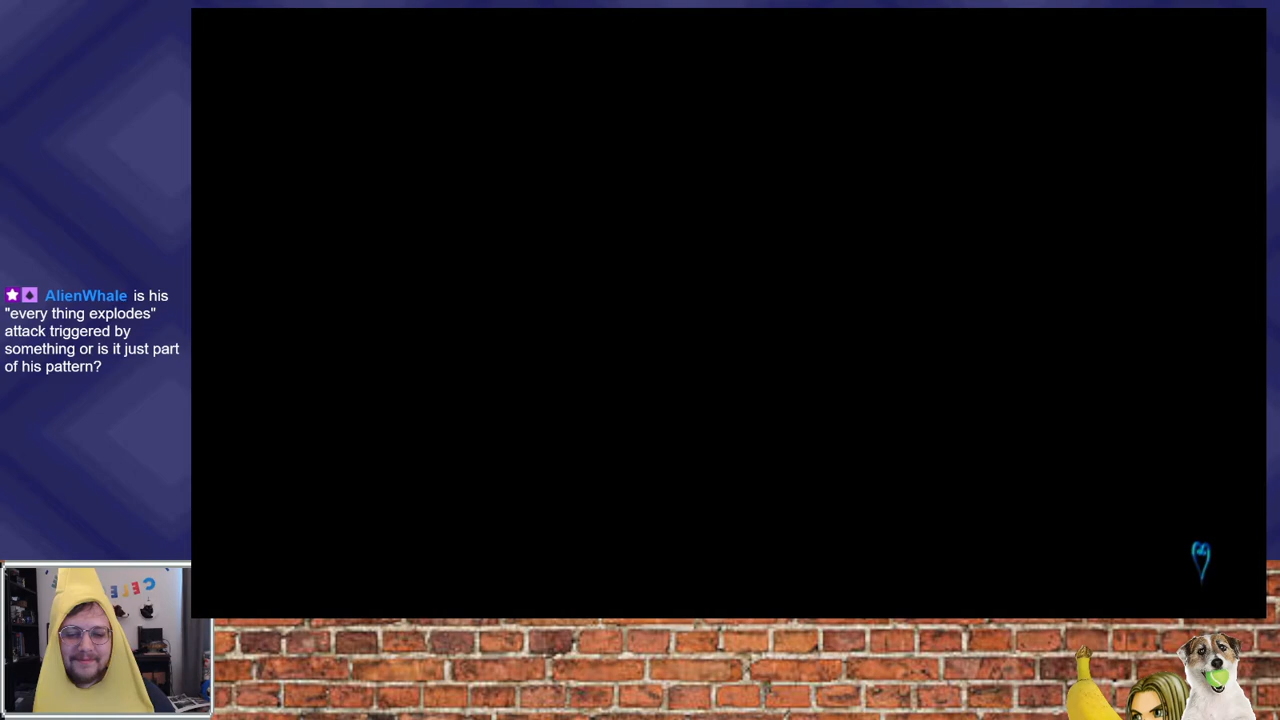 AlienWhale is his
"every thing explodes"
attack triggered by
something or is it just part
of his pattern?